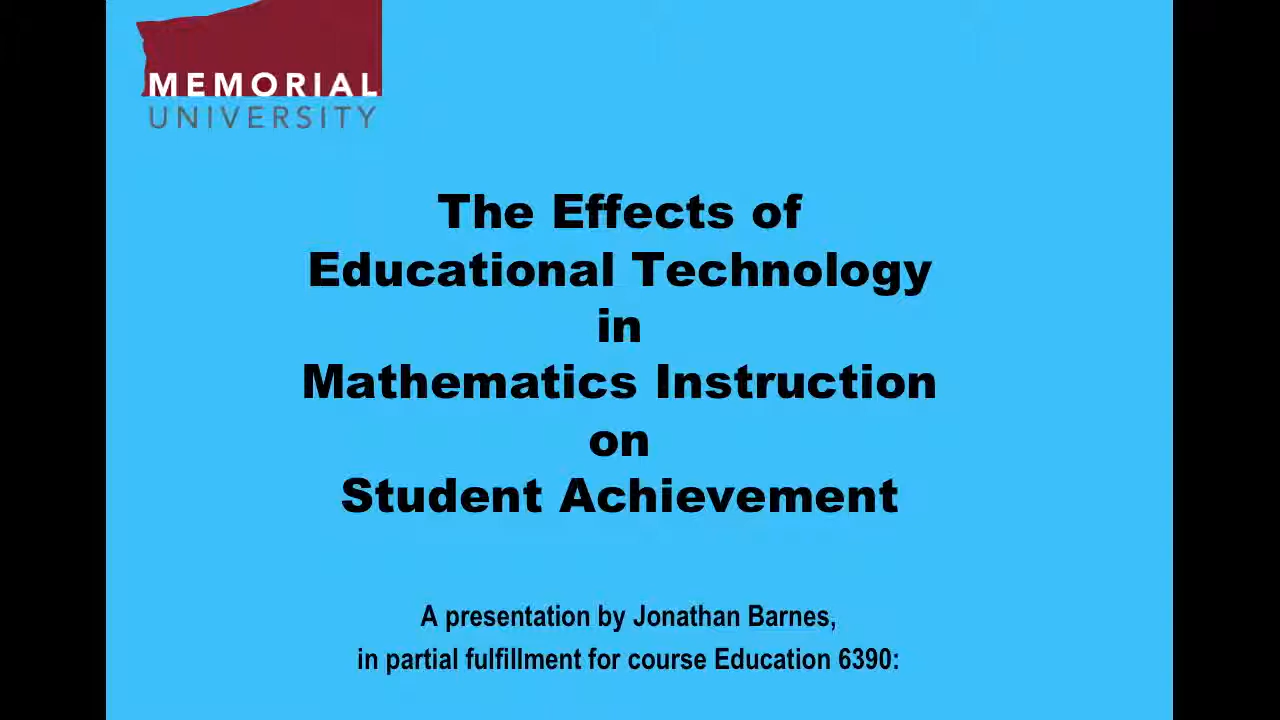 MEMORIAL
UNIVERSITY
The Effects of
Educational Technology
in
Mathematics Instruction
on
Student Achievement
A presentation by Jonathan Barnes,
in partial fulfillment for course Education 6390: